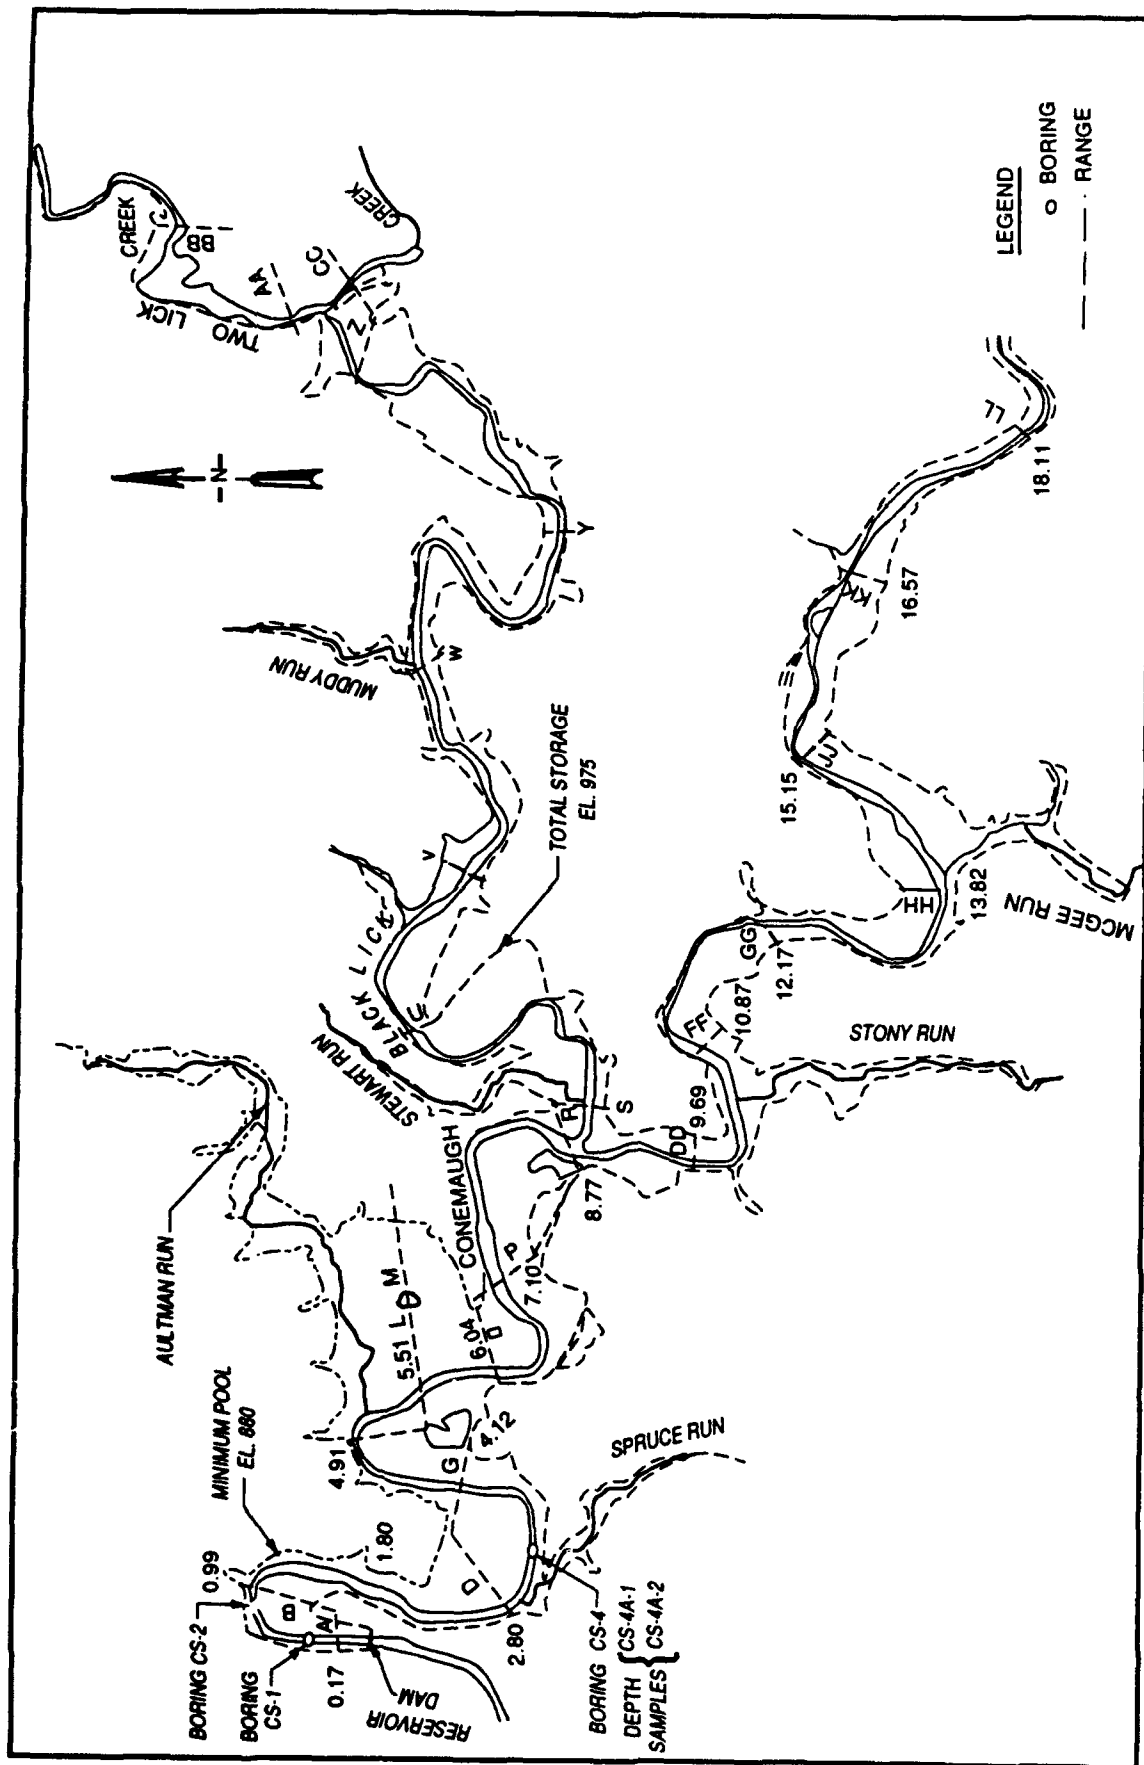 BORING CS-2
0.99
BORING
CS-1
0.17
RESERVOIR
DAM
MINIMUM POOL
EL. 880
1.80
A
B
D
2.80
BORING CS-4
DEPTH
SAMPLES
CS-4A-1
CS-4A-2
SPRUCE RUN
G
4.12
4.91
AULTMAN RUN
5.51
L
M
6.04
CONEMAUGH
P
7.10
8.77
R
S
STEWART RUN
BLACK LICK
U
TOTAL STORAGE
EL. 975
V
MUDDY RUN
W
Y
N
Z
AA
BB
CC
TWO LICK
CREEK
CREEK
DD
9.69
FF
10.87
STONY RUN
GG
12.17
HH
13.82
MCGEE RUN
15.15
JJ
III
KK
16.57
LL
18.11
LEGEND
BORING
RANGE